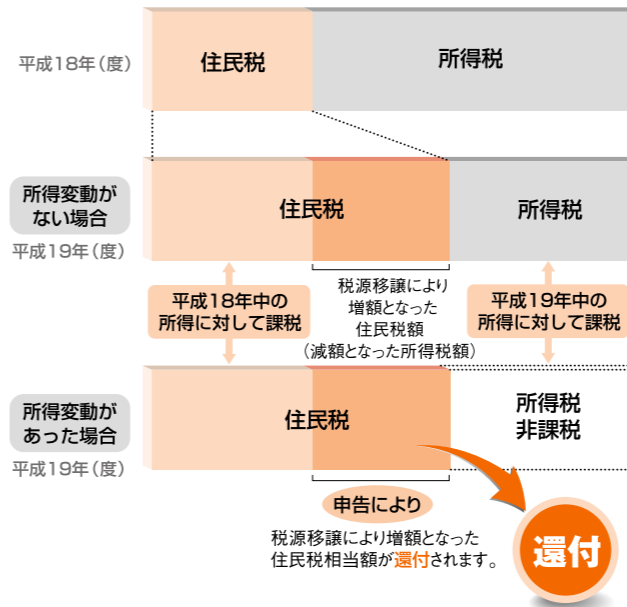 平成18年(度)
住民税
所得税
所得変動が
ない場合
平成19年(度)
住民税
所得税
平成18年中の
所得に対して課税
税源移譲により
増額となった
住民税額
(減額となった所得税額)
平成19年中の
所得に対して課税
所得変動が
あった場合
平成19年(度)
住民税
所得税
非課税
申告により
税源移譲により増額となった
住民税相当額が還付されます。
還付